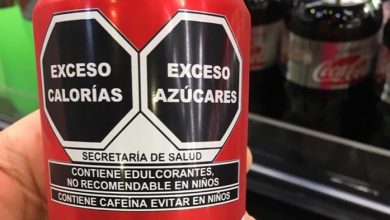 EXCESO
CALORÍAS
EXCESO
AZÚCARES
SECRETARÍA DE SALUD
CONTIENE EDULCORANTES,
NO RECOMENDABLE EN NIÑOS
CONTIENE CAFEÍNA EVITAR EN NIÑOS
Coca-Cola